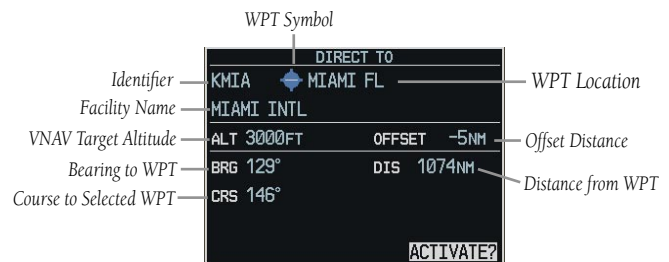 WPT Symbol
DIRECT TO
Identifier KMIA MIAMI FL WPT Location
Facility Name MIAMI INTL
VNAV Target Altitude ALT 3000FT OFFSET -5NM Offset Distance
Bearing to WPT BRG 129° DIS 1074NM Distance from WPT
Course to Selected WPT CRS 146°
ACTIVATE?